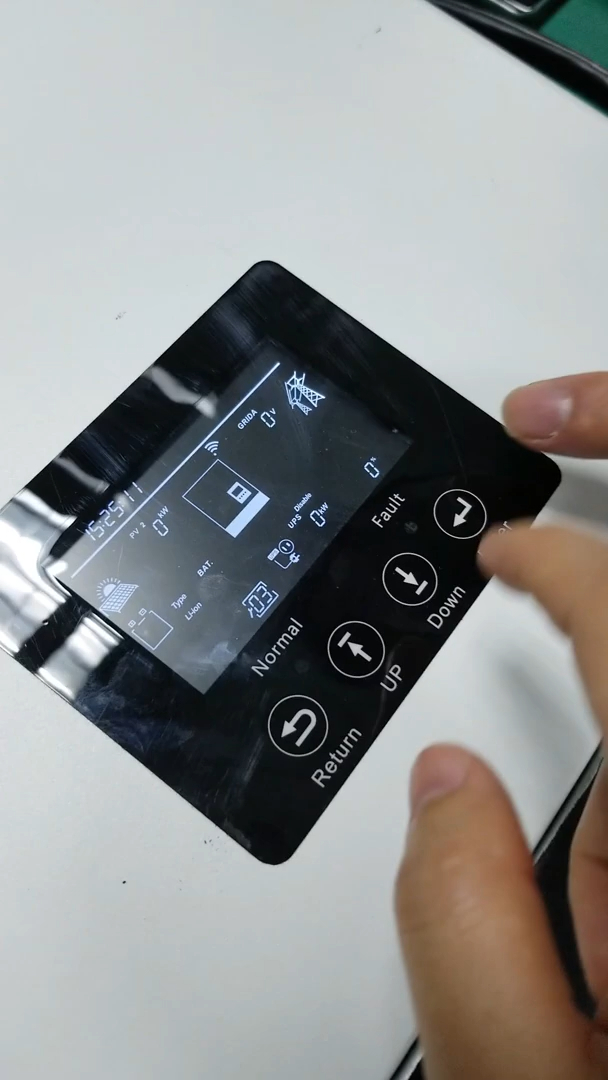 15:25:11
GRIDA
0V
PV 2
0kW
0%
UPS Disable
0kW
BAT.
Type
Li-ion
03
Normal
Fault
Return
UP
Down